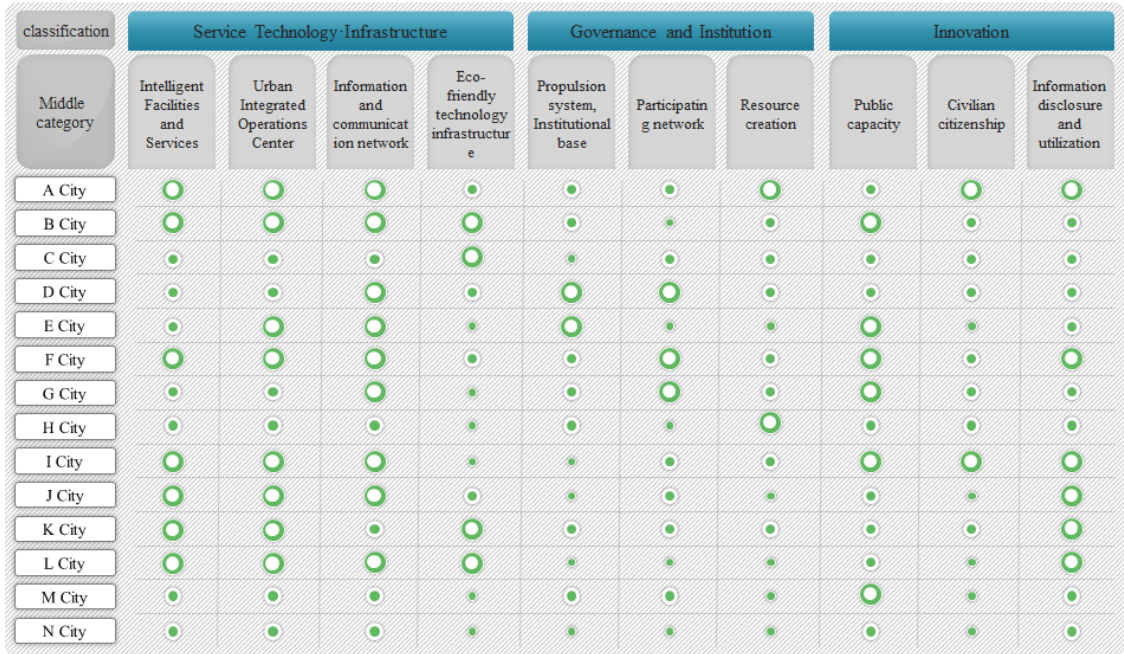 classification
Service Technology·Infrastructure
Governance and Institution
Innovation
Middle
category
Intelligent
Facilities
and
Services
Urban
Integrated
Operations
Center
Information
and
communicat
ion network
Eco-
friendly
technology
infrastructur
e
Propulsion
system,
Institutional
base
Participatin
g network
Resource
creation
Public
capacity
Civilian
citizenship
Information
disclosure
and
utilization
A City
B City
C City
D City
E City
F City
G City
H City
I City
J City
K City
L City
M City
N City